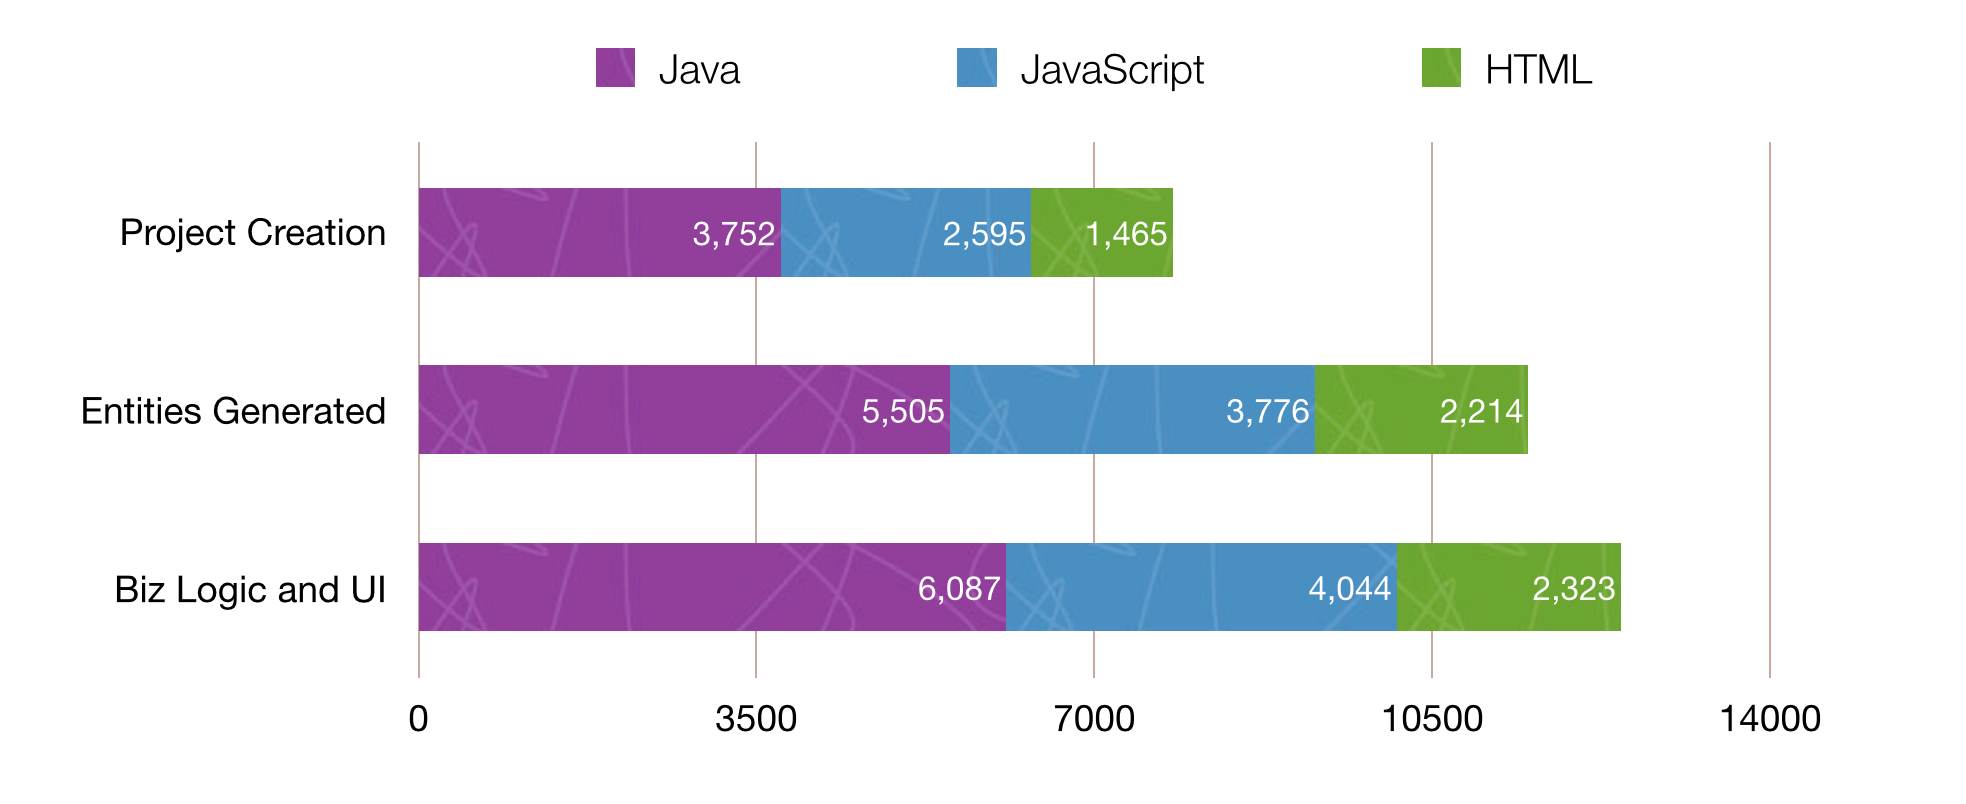 Java JavaScript HTML
Project Creation 3,752 2,595 1,465
Entities Generated 5,505 3,776 2,214
Biz Logic and UI 6,087 4,044 2,323
0 3500 7000 10500 14000